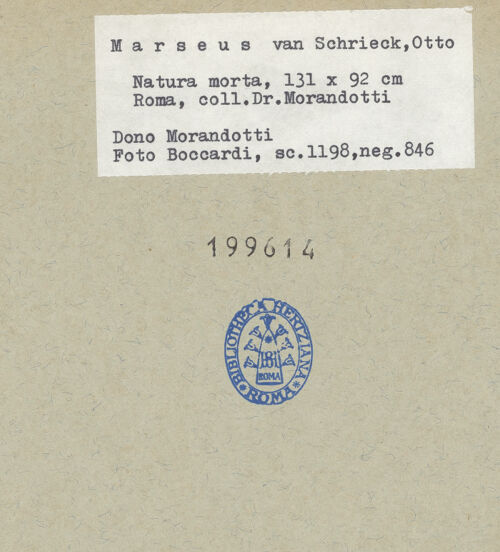 Marseus van Schrieck,Otto
Natura morta, 131 x 92 cm
Roma, coll.Dr.Morandotti
Dono Morandotti
Foto Boccardi, sc.1198,neg.846
199614
BIBLIOTHECA HERTZIANA
ROMA
ROMA